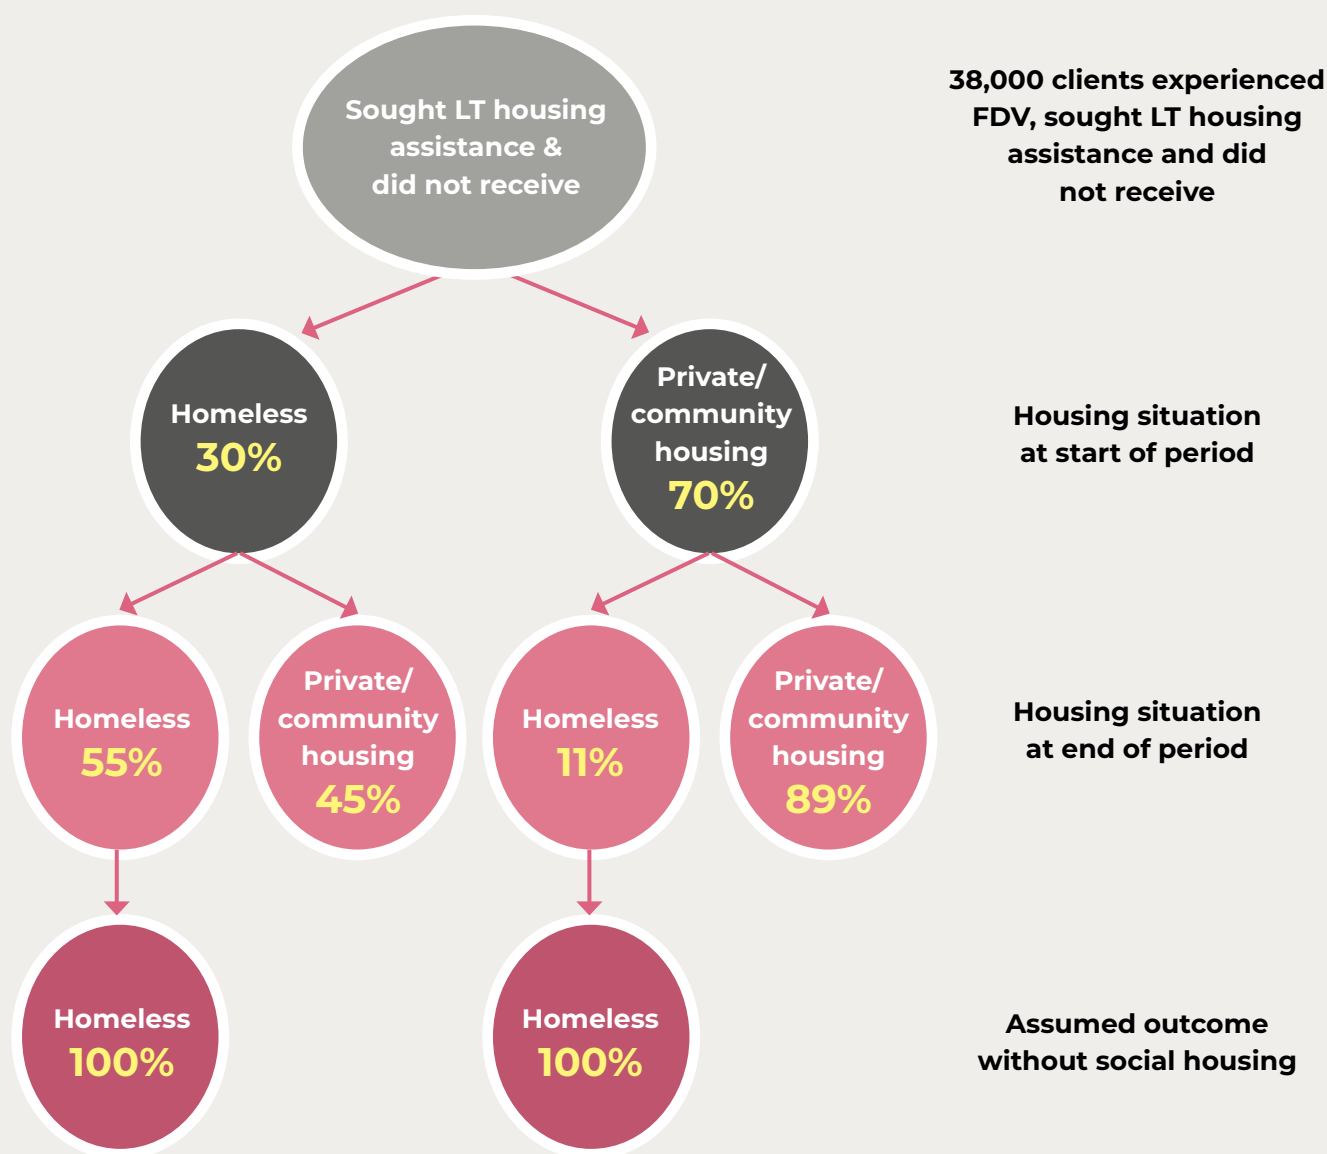 Sought LT housing
assistance &
did not receive
38,000 clients experienced
FDV, sought LT housing
assistance and did
not receive
Homeless
30%
Private/
community
housing
70%
Housing situation
at start of period
Homeless
55%
Private/
community
housing
45%
Homeless
11%
Private/
community
housing
89%
Housing situation
at end of period
Homeless
100%
Homeless
100%
Assumed outcome
without social housing